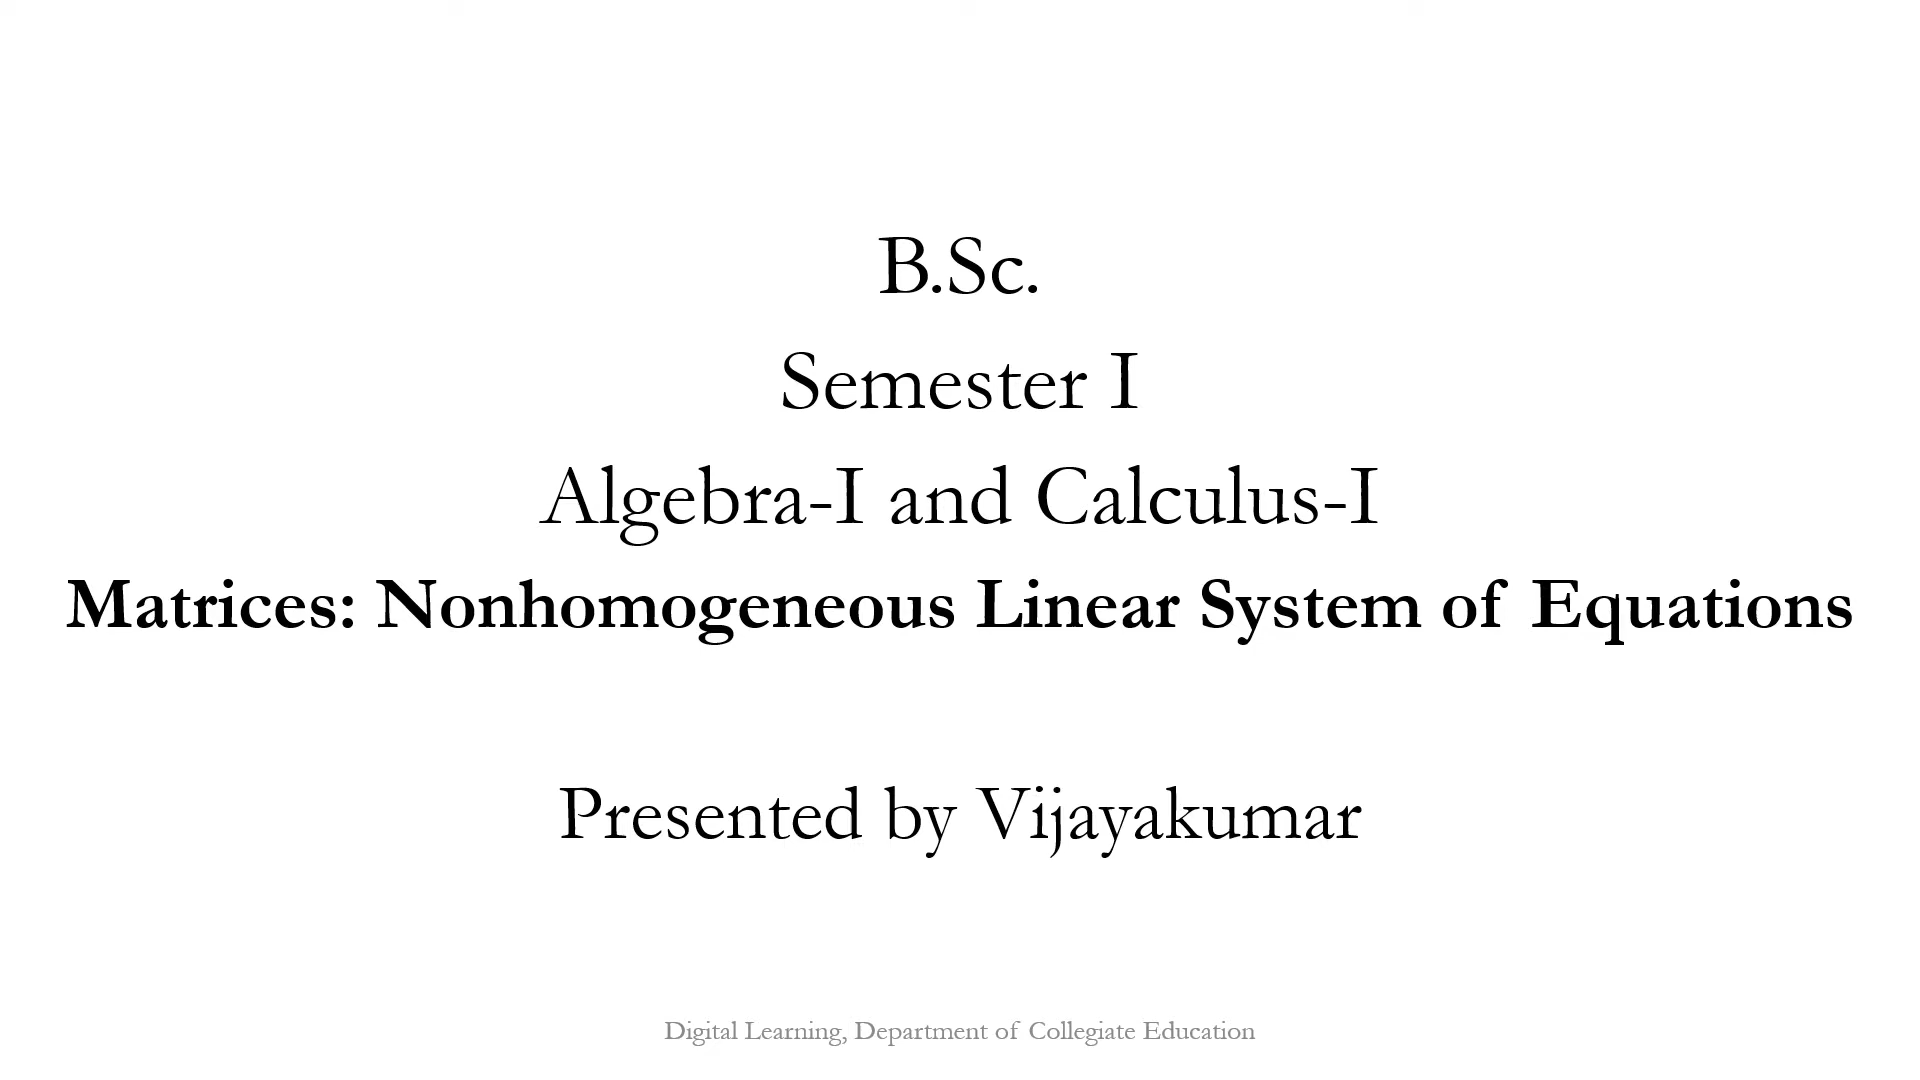 B.Sc.
Semester I
Algebra-I and Calculus-I
Matrices: Nonhomogeneous Linear System of Equations
Presented by Vijayakumar
Digital Learning, Department of Collegiate Education